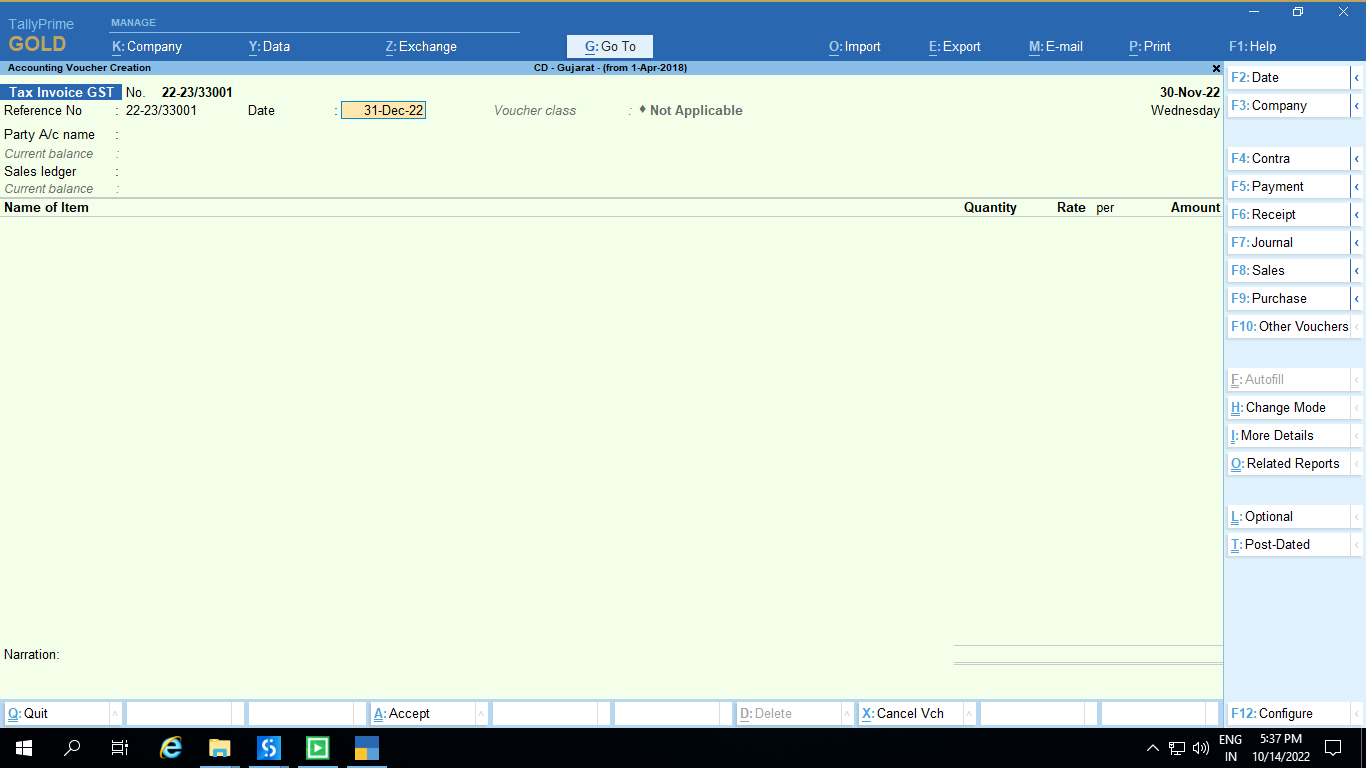 TallyPrime
GOLD
MANAGE
K: Company Y: Data Z: Exchange G: Go To O: Import E: Export M: E-mail P: Print F1: Help
Accounting Voucher Creation CD - Gujarat - (from 1-Apr-2018)
Tax Invoice GST No. 22-23/33001 30-Nov-22
Reference No : 22-23/33001 Date : 31-Dec-22 Voucher class : ♦ Not Applicable Wednesday
Party A/c name :
Current balance :
Sales ledger :
Current balance :
Name of Item Quantity Rate per Amount
Narration:
F2: Date
F3: Company
F4: Contra
F5: Payment
F6: Receipt
F7: Journal
F8: Sales
F9: Purchase
F10: Other Vouchers
F: Autofill
H: Change Mode
I: More Details
O: Related Reports
L: Optional
T: Post-Dated
Q: Quit A: Accept D: Delete X: Cancel Vch F12: Configure
ENG 5:37 PM
IN 10/14/2022